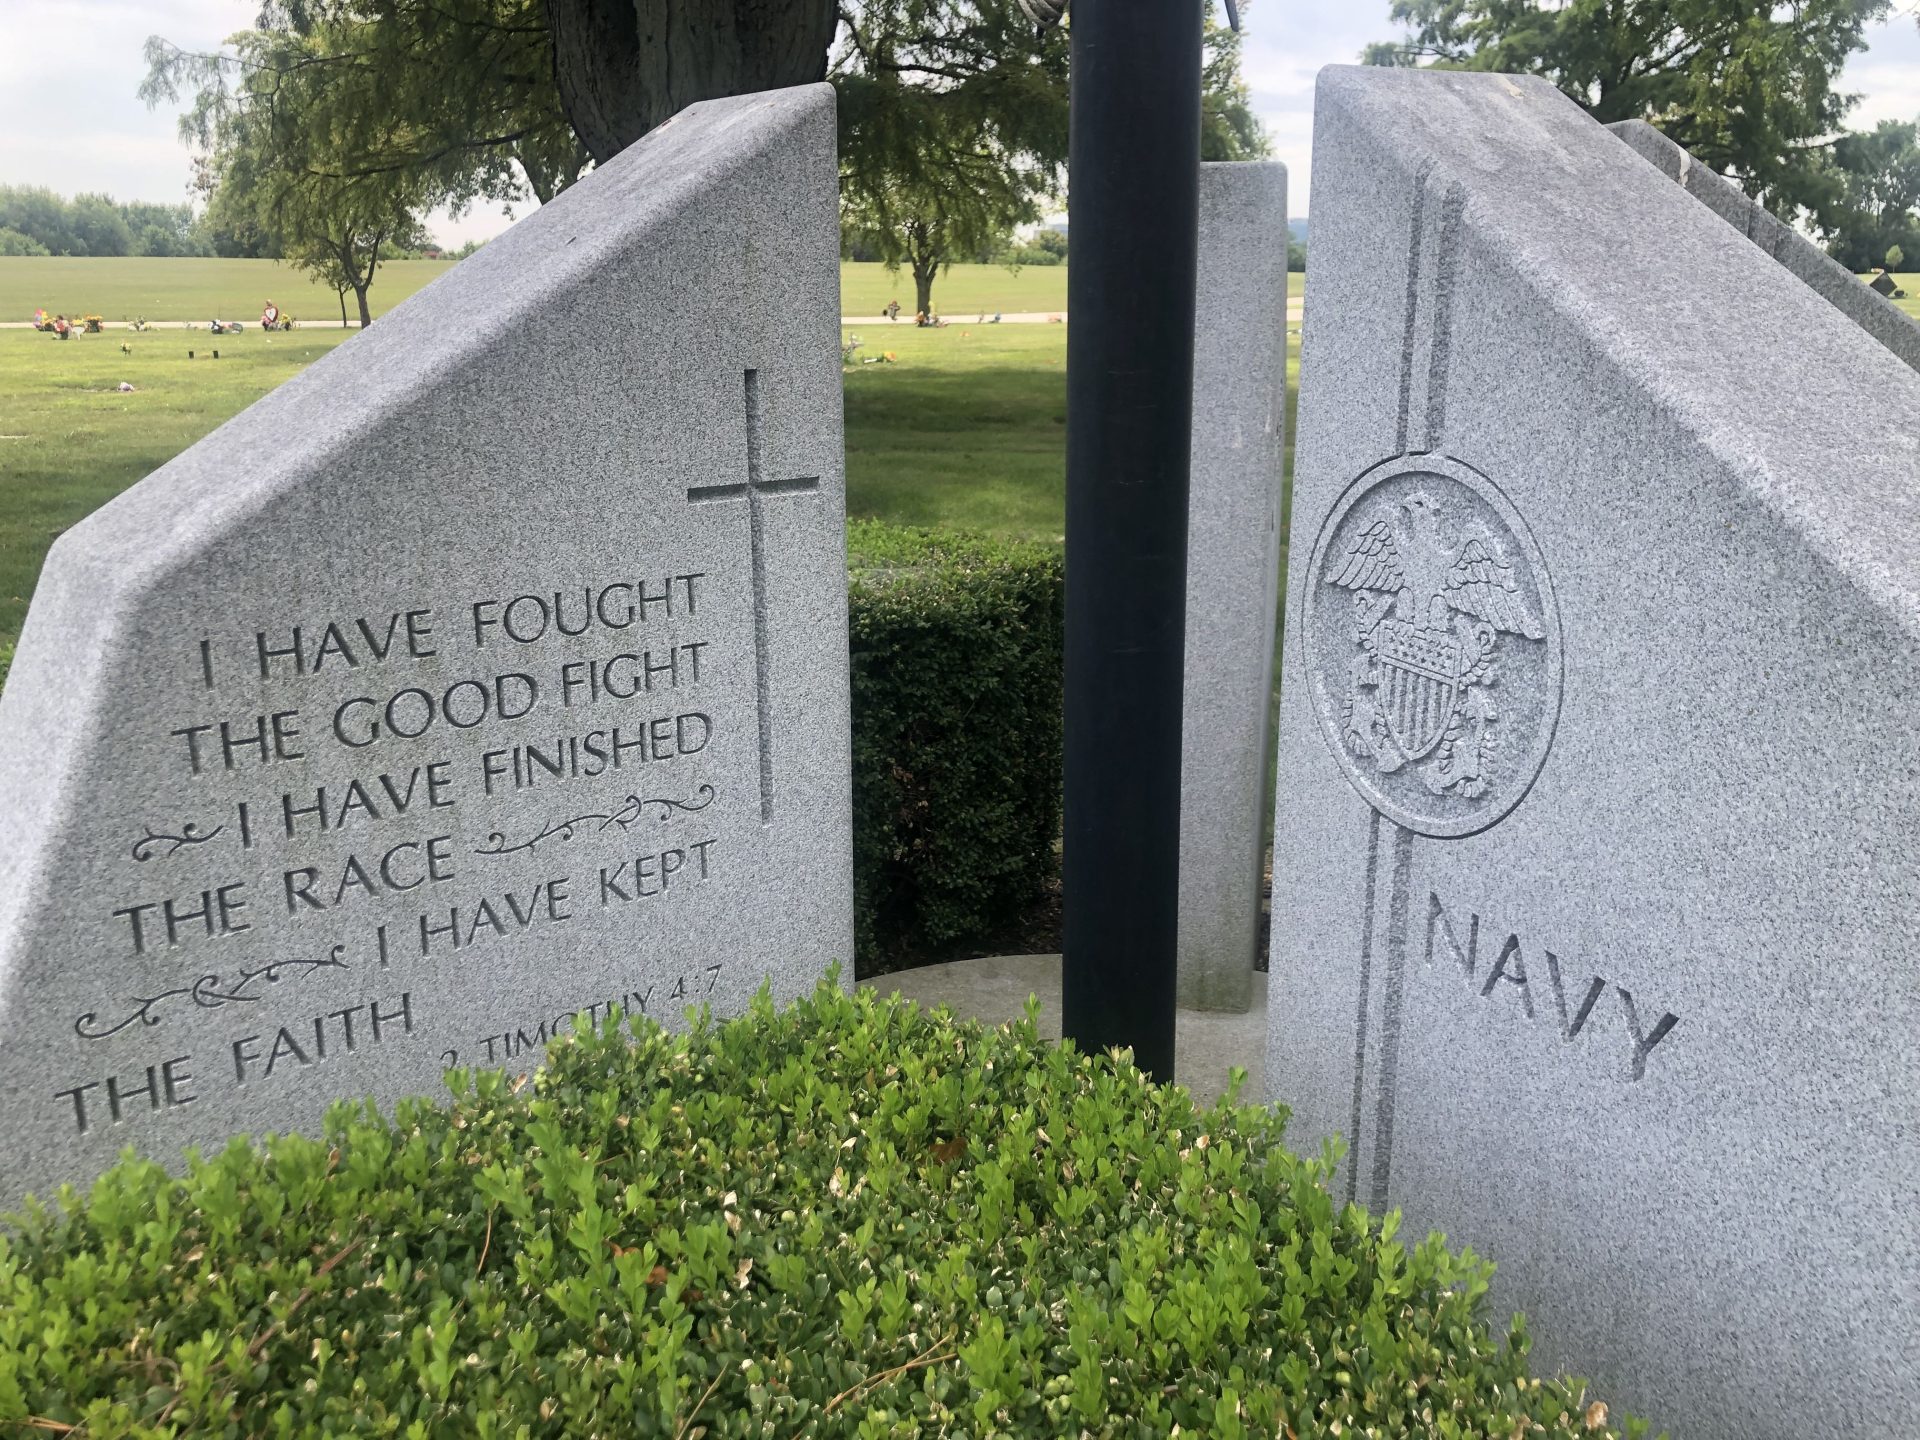 I HAVE FOUGHT
THE GOOD FIGHT
I HAVE FINISHED
THE RACE
I HAVE KEPT
THE FAITH
2 TIMOTHY 4:7
NAVY